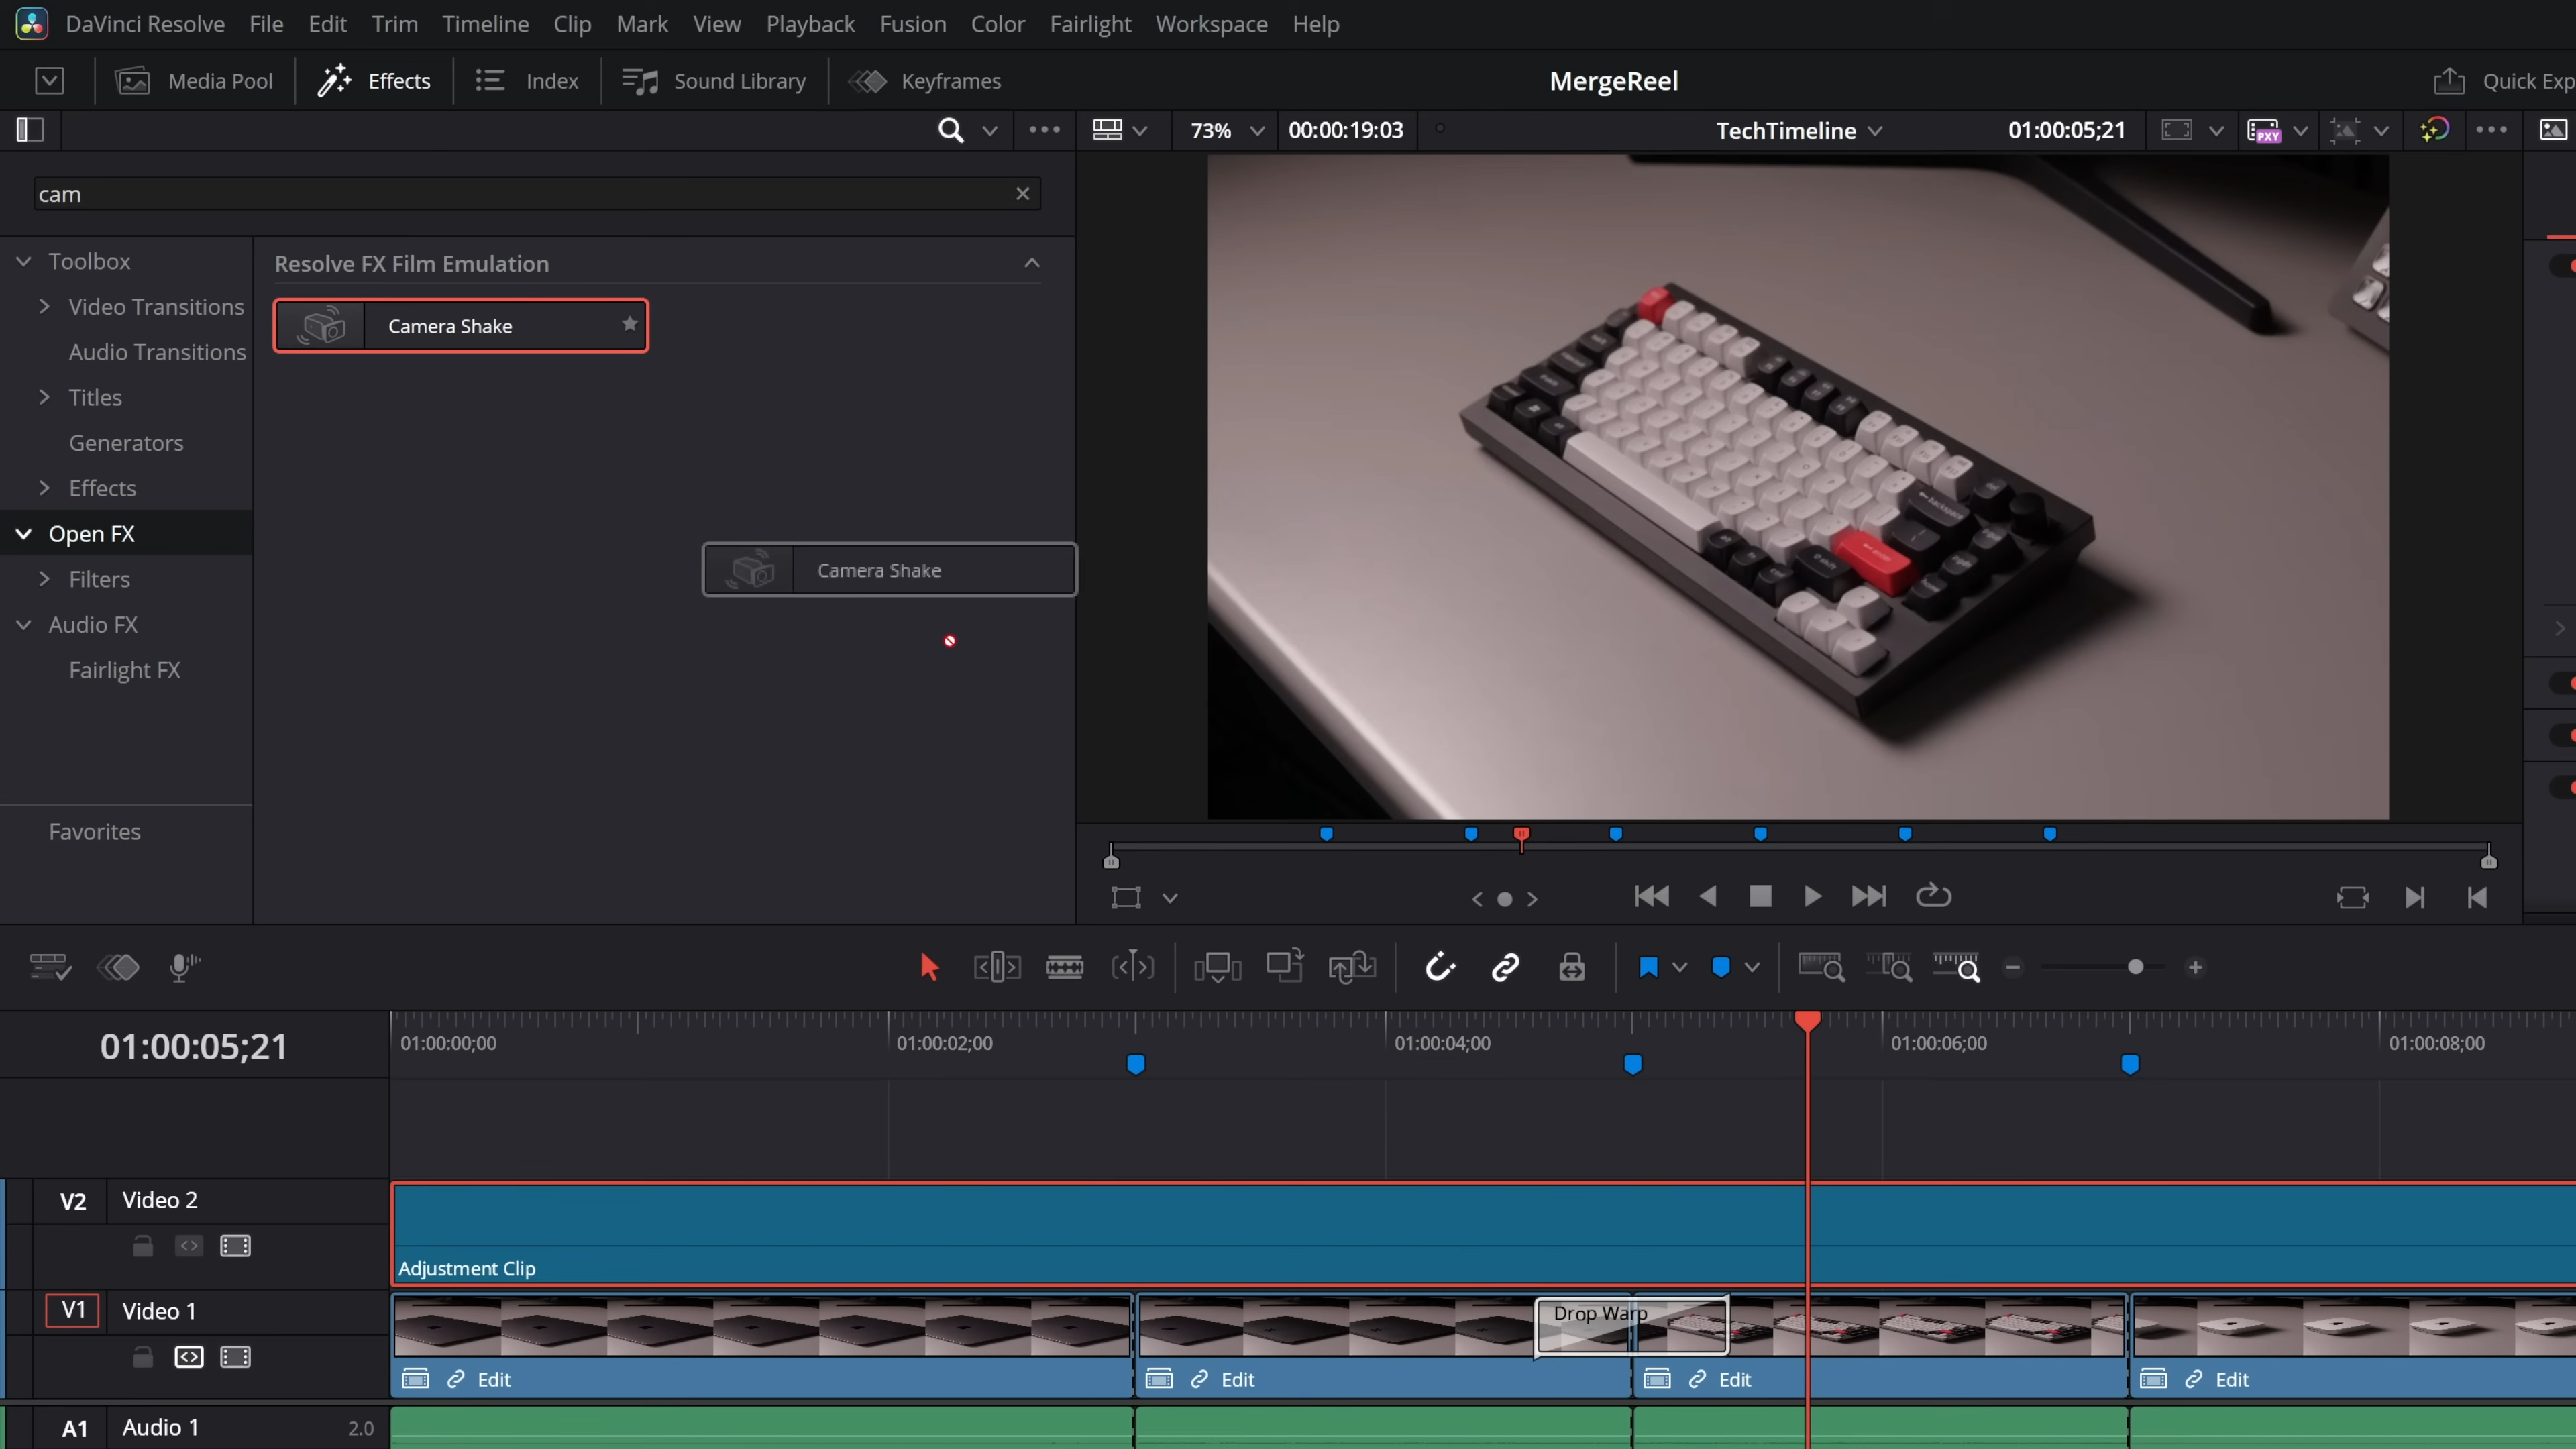 DaVinci Resolve File Edit Trim Timeline Clip Mark View Playback Fusion Color Fairlight Workspace Help
Media Pool Effects Index Sound Library Keyframes MergeReel Quick Exp
73% 00:00:19:03 TechTimeline 01:00:05;21 PXY
cam
Toolbox
Video Transitions
Audio Transitions
Titles
Generators
Effects
Open FX
Filters
Audio FX
Fairlight FX
Favorites
Resolve FX Film Emulation
Camera Shake
Camera Shake
01:00:05;21
01:00:00;00 01:00:02;00 01:00:04;00 01:00:06;00 01:00:08;00
V2 Video 2
Adjustment Clip
V1 Video 1
Drop Warp
Edit Edit Edit Edit
A1 Audio 1 2.0